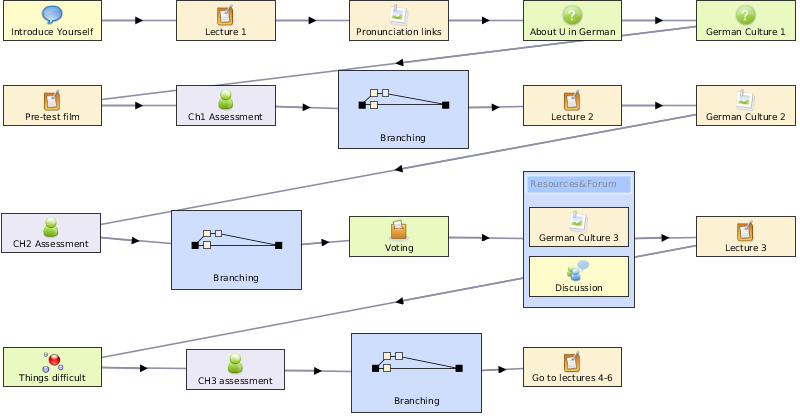 Introduce Yourself
Lecture 1
Pronunciation links
About U in German
German Culture 1
Pre-test film
Ch1 Assessment
Branching
Lecture 2
German Culture 2
CH2 Assessment
Branching
Voting
Resources&Forum
German Culture 3
Discussion
Lecture 3
Things difficult
CH3 assessment
Branching
Go to lectures 4-6